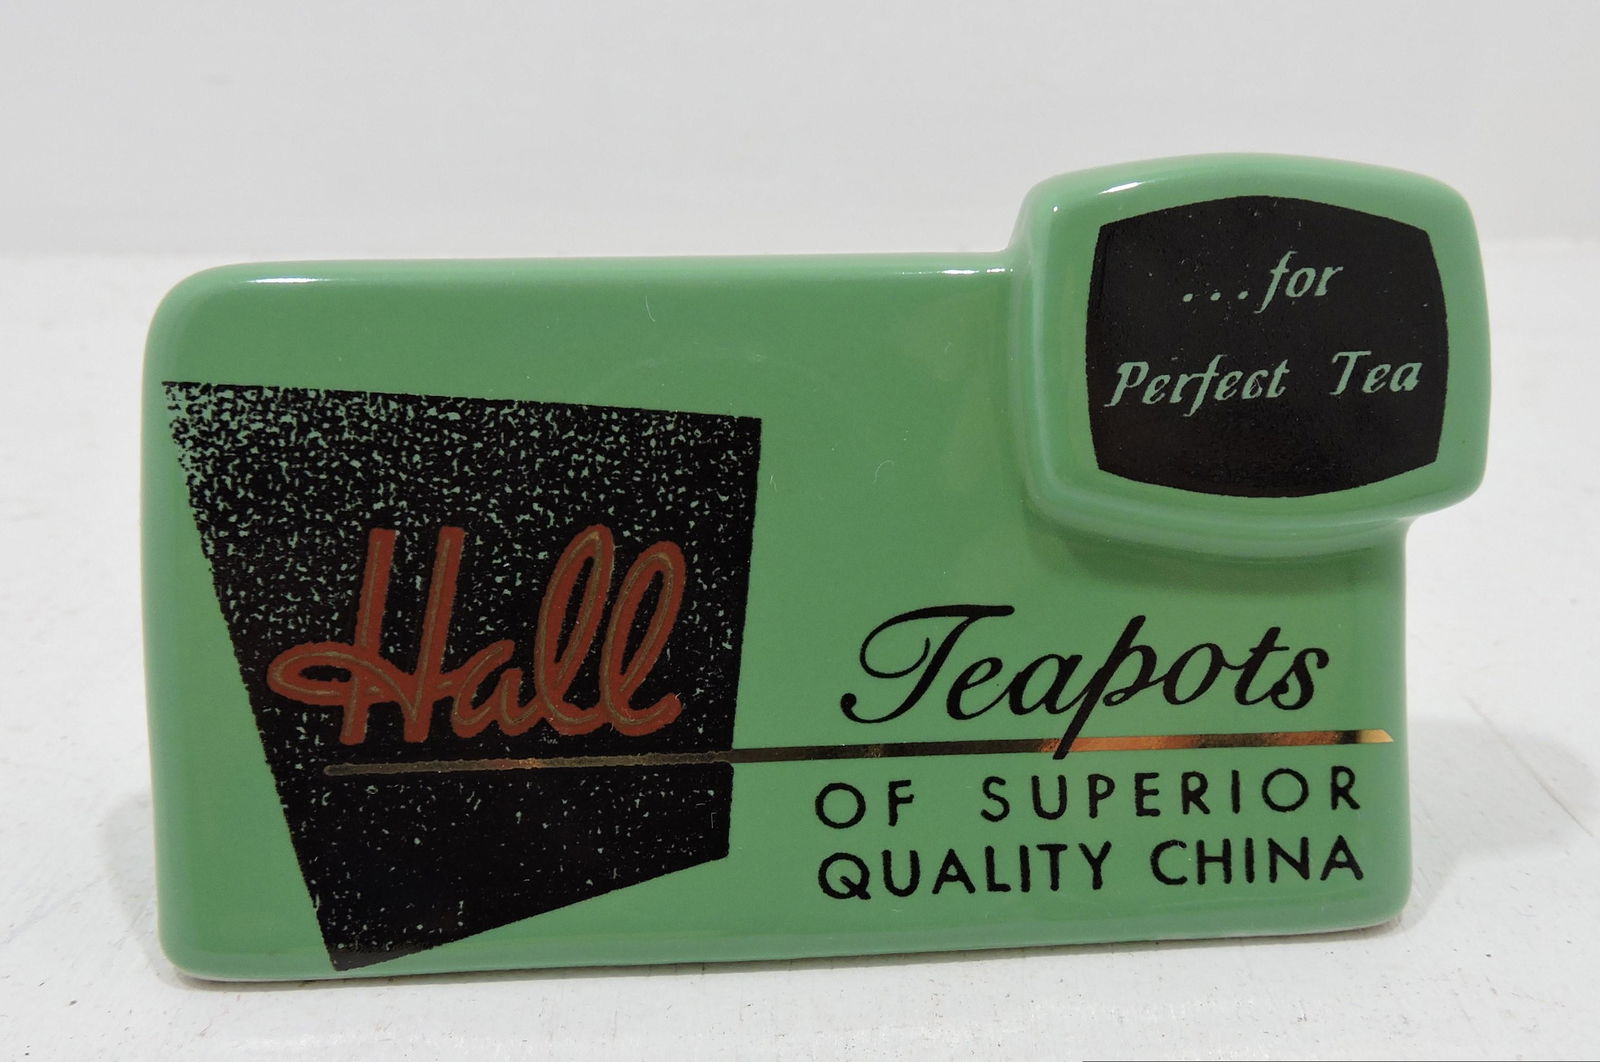 ...for
Perfect Tea
Hall
Teapots
OF SUPERIOR
QUALITY CHINA